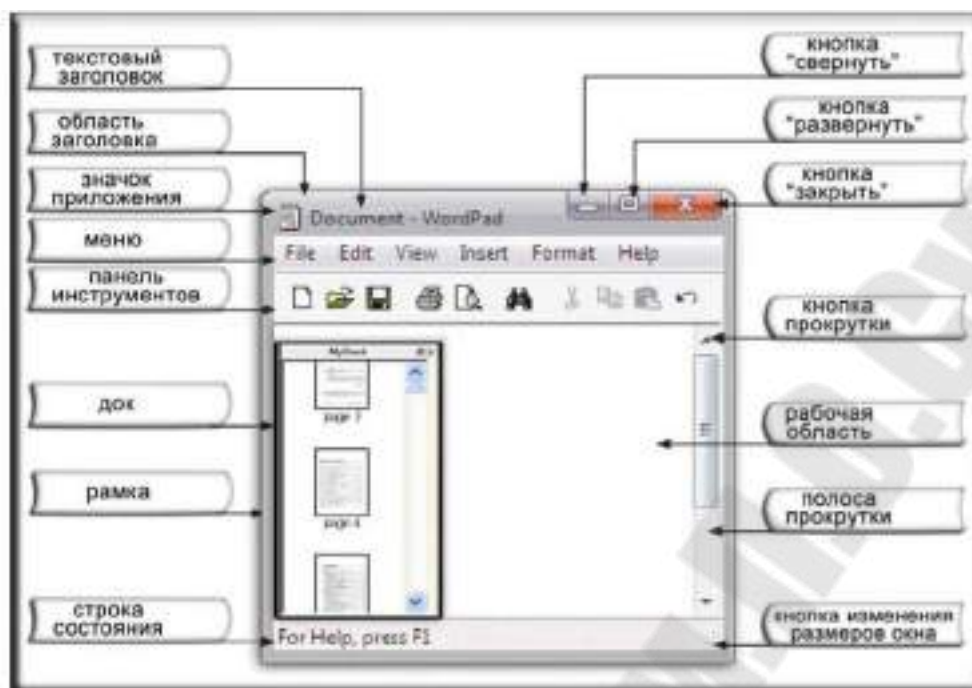 текстовый
заголовок
область
заголовка
значок
приложения
меню
панель
инструментов
док
рамка
строка
состояния
кнопка
"свернуть"
кнопка
"развернуть"
кнопка
"закрыть"
кнопка
прокрутки
рабочая
область
полоса
прокрутки
кнопка изменения
размеров окна
Document - WordPad
File Edit View Insert Format Help
page
page
For Help, press F1